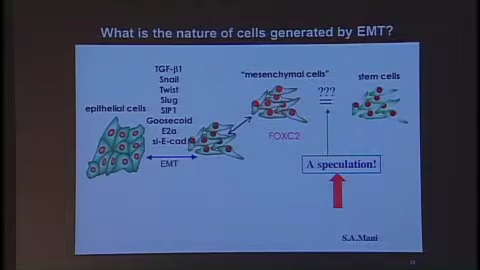 What is the nature of cells generated by EMT?
TGF-β1
Snail
Twist
Slug
SIP1
Goosecoid
E2a
si-E-cad
epithelial cells
EMT
"mesenchymal cells"
FOXC2
???
=
stem cells
A speculation!
S.A.Mani